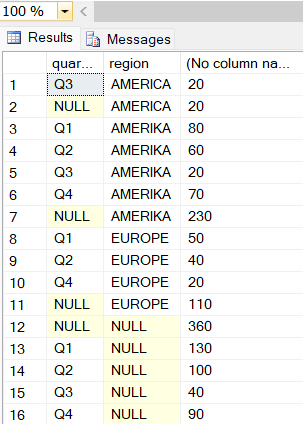 100 %
Results Messages
quar... region (No column na...
1 Q3 AMERICA 20
2 NULL AMERICA 20
3 Q1 AMERIKA 80
4 Q2 AMERIKA 60
5 Q3 AMERIKA 20
6 Q4 AMERIKA 70
7 NULL AMERIKA 230
8 Q1 EUROPE 50
9 Q2 EUROPE 40
10 Q4 EUROPE 20
11 NULL EUROPE 110
12 NULL NULL 360
13 Q1 NULL 130
14 Q2 NULL 100
15 Q3 NULL 40
16 Q4 NULL 90